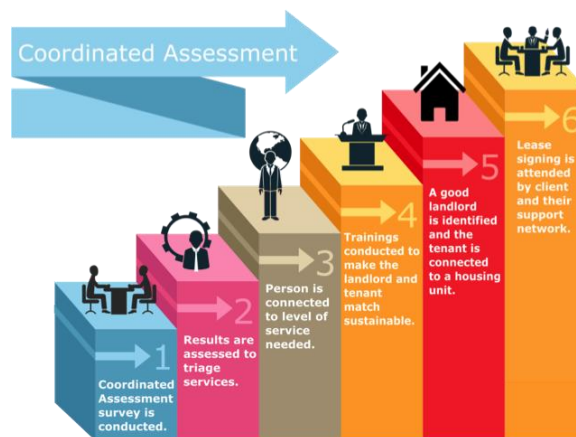 Coordinated Assessment
1
Coordinated
Assessment
survey is
conducted.
2
Results are
assessed to
triage
services.
3
Person is
connected
to level of
service
needed.
4
Trainings
conducted to
make the
landlord and
tenant
match
sustainable.
5
A good
landlord
is identified
and the
tenant is
connected
to a housing
unit.
6
Lease
signing is
attended
by client
and their
support
network.